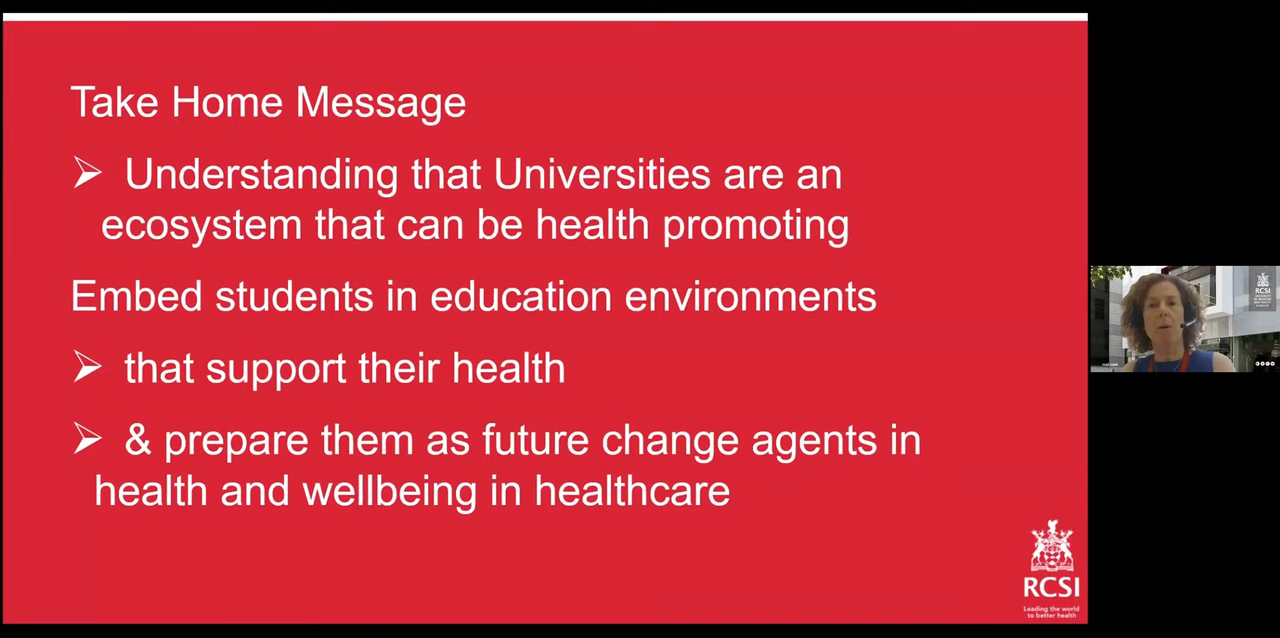 Take Home Message
➢ Understanding that Universities are an
ecosystem that can be health promoting
Embed students in education environments
➢ that support their health
➢ & prepare them as future change agents in
health and wellbeing in healthcare
RCSI
Leading the world
to better health
RCSI